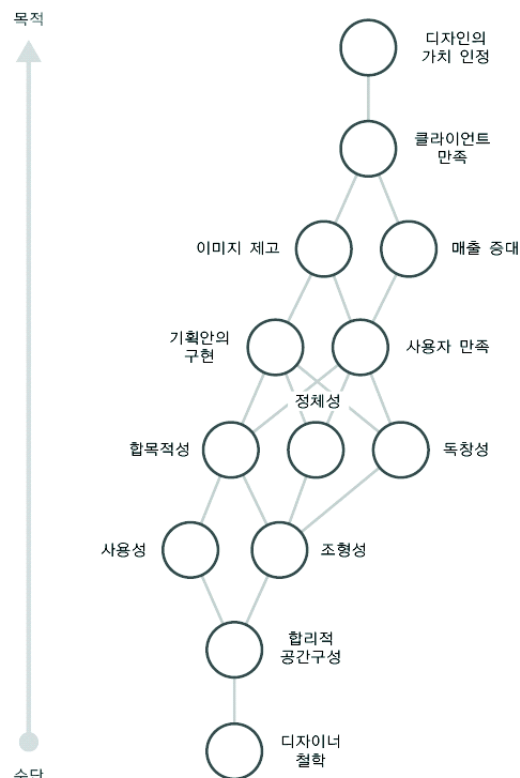 목적
디자인의
가치 인정
클라이언트
만족
이미지 제고
매출 증대
기획안의
구현
사용자 만족
정체성
합목적성
독창성
사용성
조형성
합리적
공간구성
디자이너
철학
수단